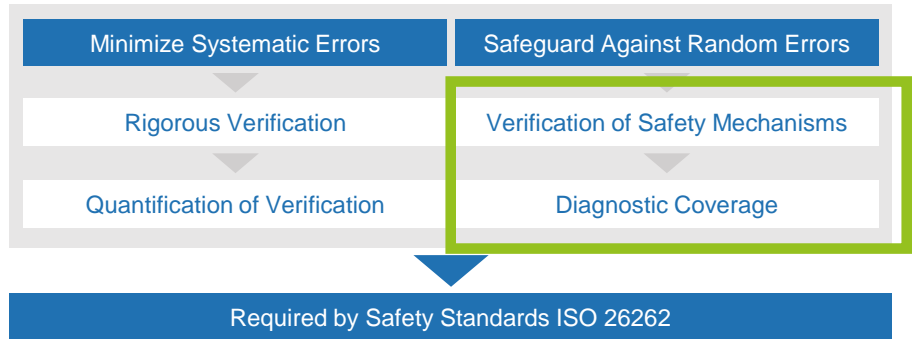 Minimize Systematic Errors
Safeguard Against Random Errors
Rigorous Verification
Verification of Safety Mechanisms
Quantification of Verification
Diagnostic Coverage
Required by Safety Standards ISO 26262